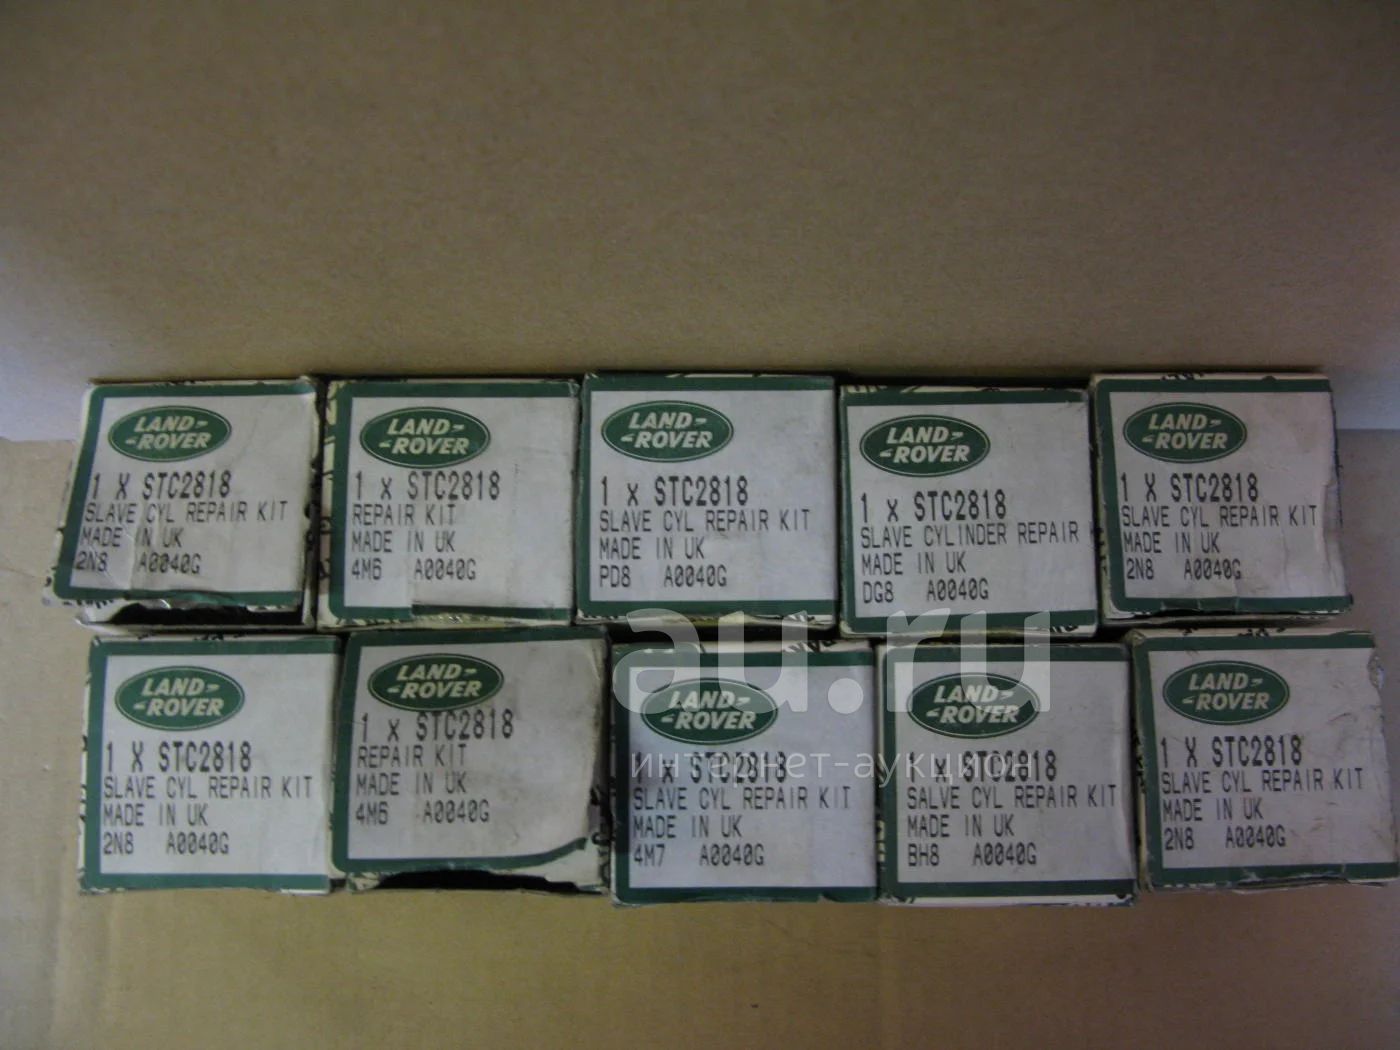 LAND-
-ROVER
1 X STC2818
SLAVE CYL REPAIR KIT
MADE IN UK
2N8 A0040G
LAND-
-ROVER
1 X STC2818
REPAIR KIT
MADE IN UK
4M6 A0040G
LAND-
-ROVER
1 x STC2818
SLAVE CYL REPAIR KIT
MADE IN UK
PD8 A0040G
LAND-
-ROVER
1 x STC2818
SLAVE CYLINDER REPAIR
MADE IN UK
DG8 A0040G
LAND-
-ROVER
1 X STC2818
SLAVE CYL REPAIR KIT
MADE IN UK
2N8 A0040G
LAND-
-ROVER
1 X STC2818
SLAVE CYL REPAIR KIT
MADE IN UK
2N8 A0040G
LAND-
-ROVER
1 x STC2818
REPAIR KIT
MADE IN UK
4M6 A0040G
LAND-
-ROVER
1 x STC2818
SLAVE CYL REPAIR KIT
MADE IN UK
4M7 A0040G
LAND-
-ROVER
1 x STC2818
SALVE CYL REPAIR KIT
MADE IN UK
BH8 A0040G
LAND-
-ROVER
1 X STC2818
SLAVE CYL REPAIR KIT
MADE IN UK
2N8 A0040G
au.ru
интернет-аукцион